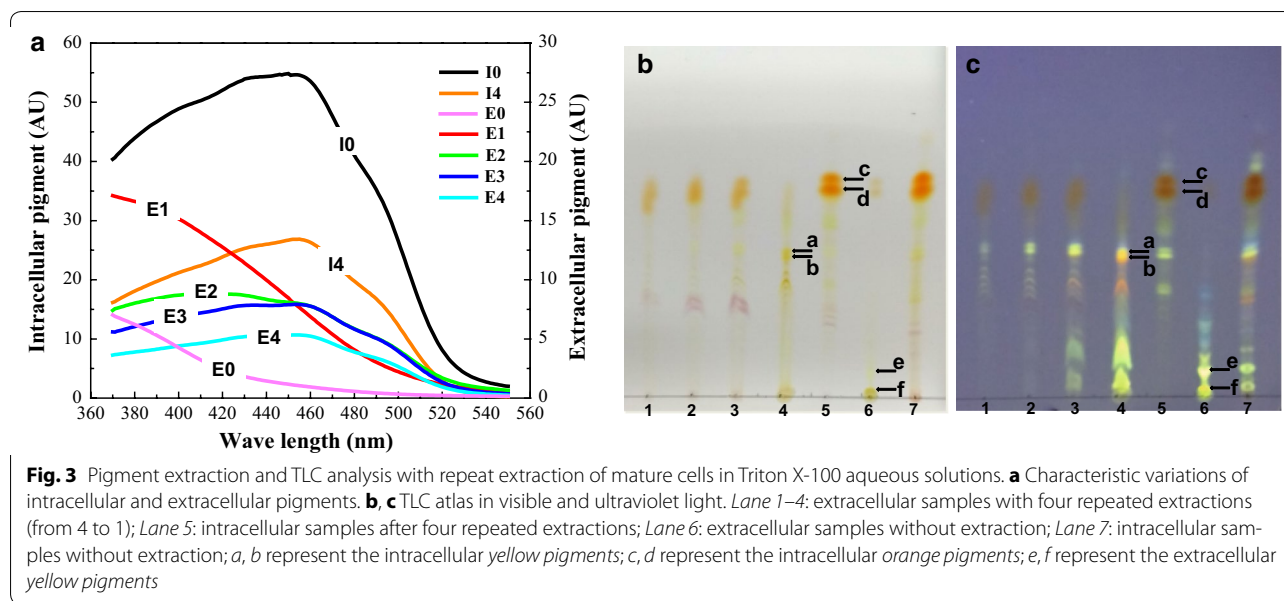 a
60
50
40
30
20
10
0
Intracellular pigment (AU)
30
25
20
15
10
5
0
Extracellular pigment (AU)
360 380 400 420 440 460 480 500 520 540 560
Wave length (nm)
I0
I4
E0
E1
E2
E3
E4
I0
E1
I4
E2
E3
E4
E0
b
c
d
a
b
e
f
1 2 3 4 5 6 7
c
c
d
a
b
e
f
1 2 3 4 5 6 7
Fig. 3 Pigment extraction and TLC analysis with repeat extraction of mature cells in Triton X-100 aqueous solutions. a Characteristic variations of
intracellular and extracellular pigments. b, c TLC atlas in visible and ultraviolet light. Lane 1–4: extracellular samples with four repeated extractions
(from 4 to 1); Lane 5: intracellular samples after four repeated extractions; Lane 6: extracellular samples without extraction; Lane 7: intracellular sam-
ples without extraction; a, b represent the intracellular yellow pigments; c, d represent the intracellular orange pigments; e, f represent the extracellular
yellow pigments